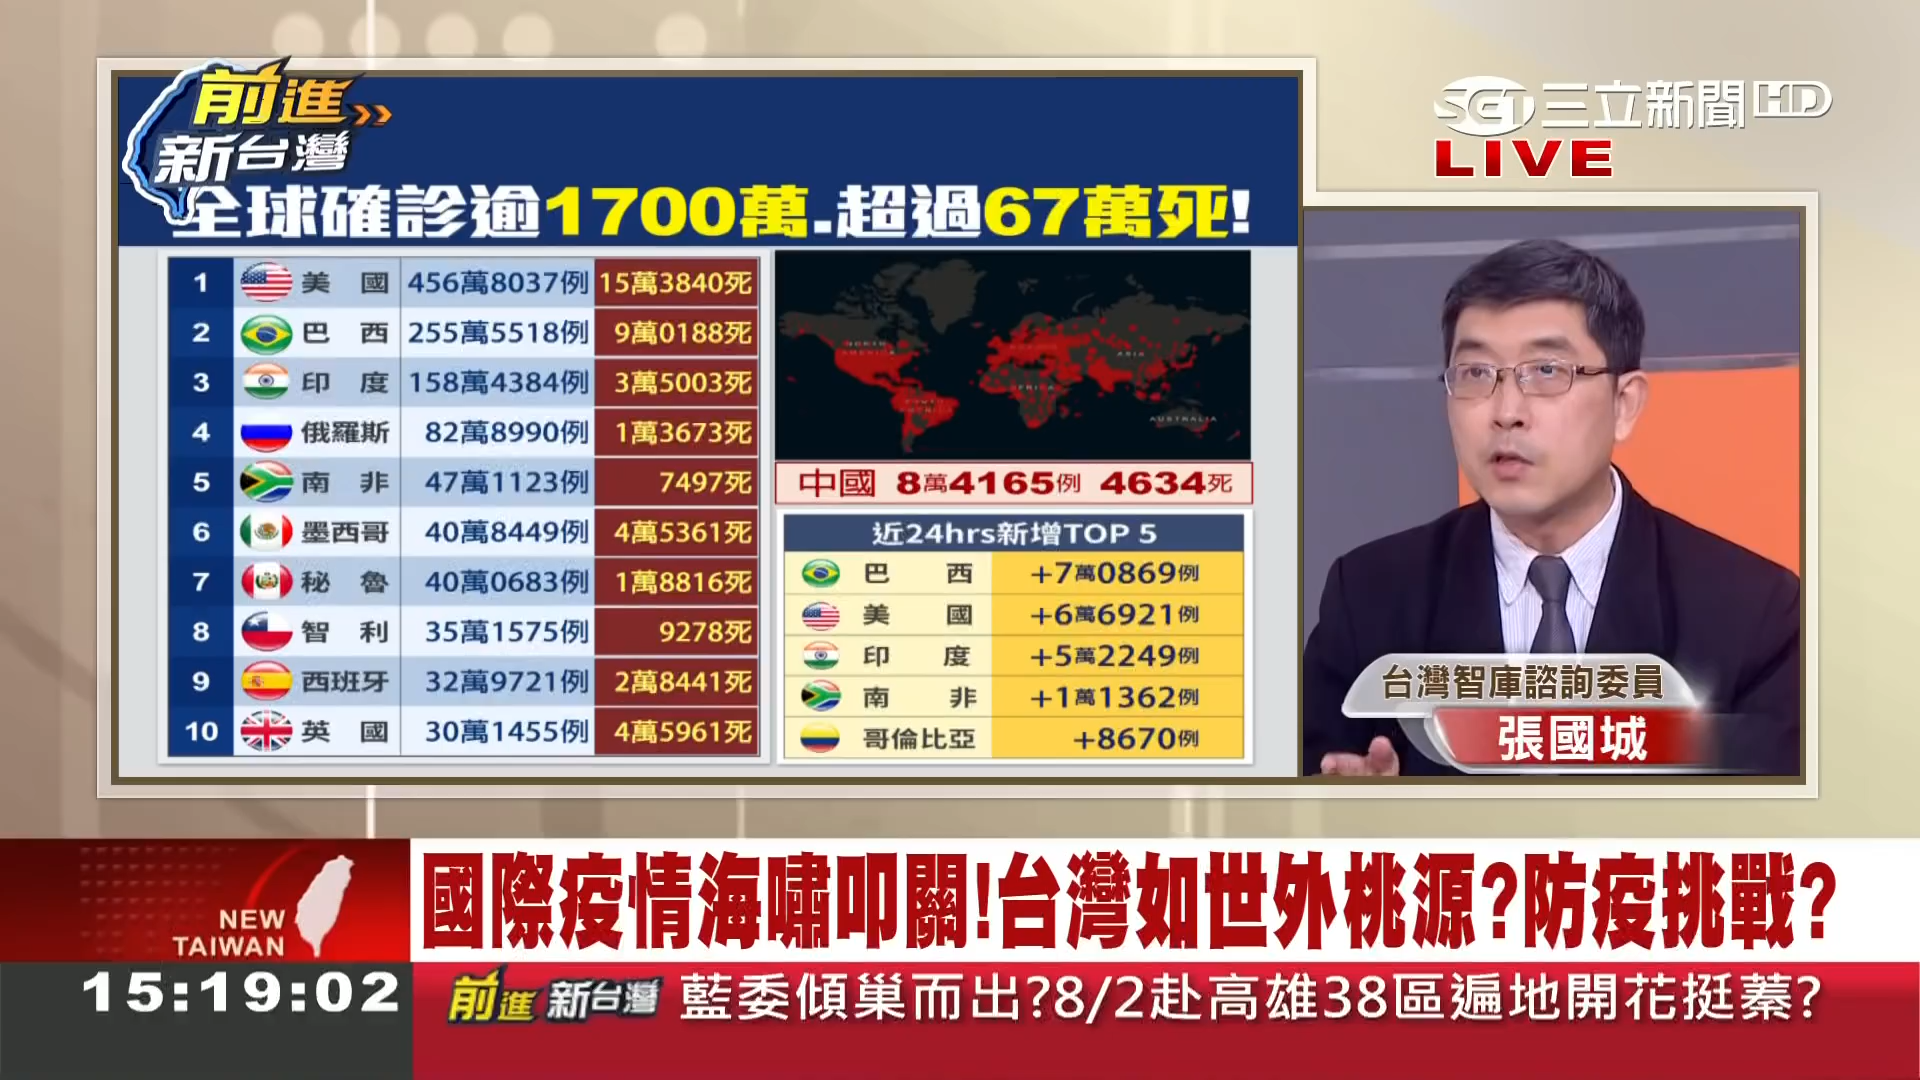 前進
新台灣
全球確診逾1700萬.超過67萬死!
SET三立新聞HD
LIVE
1 美國 456萬8037例 15萬3840死
2 巴西 255萬5518例 9萬0188死
3 印度 158萬4384例 3萬5003死
4 俄羅斯 82萬8990例 1萬3673死
5 南非 47萬1123例 7497死
6 墨西哥 40萬8449例 4萬5361死
7 秘魯 40萬0683例 1萬8816死
8 智利 35萬1575例 9278死
9 西班牙 32萬9721例 2萬8441死
10 英國 30萬1455例 4萬5961死
NORTH
AMERICA
SOUTH
AMERICA
AFRICA
ASIA
AUSTRALIA
中國 8萬4165例 4634死
近24hrs新增TOP 5
巴西 +7萬0869例
美國 +6萬6921例
印度 +5萬2249例
南非 +1萬1362例
哥倫比亞 +8670例
台灣智庫諮詢委員
張國城
NEW
TAIWAN
國際疫情海嘯叩關!台灣如世外桃源?防疫挑戰?
15:19:02
前進新台灣 藍委傾巢而出?8/2赴高雄38區遍地開花挺蓁?